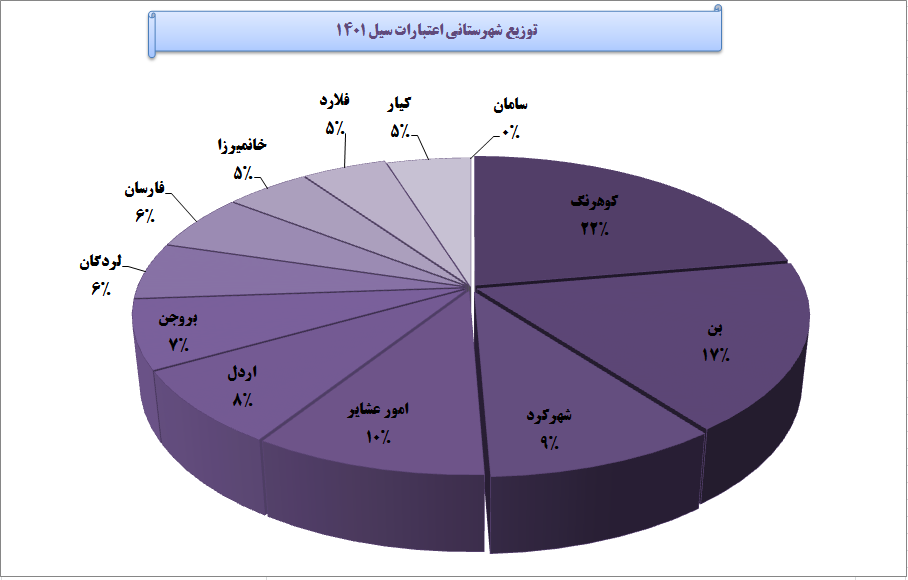 توزیع شهرستانی اعتبارات سیل ۱۴۰۱
سامان
۰%
کوهرنگ
۲۲%
بن
۱۷%
شهرکرد
۹%
امور عشایر
۱۰%
اردل
۸%
بروجن
۷%
لردگان
۶%
فارسان
۶%
خانمیرزا
۵%
فلارد
۵%
کیار
۵%